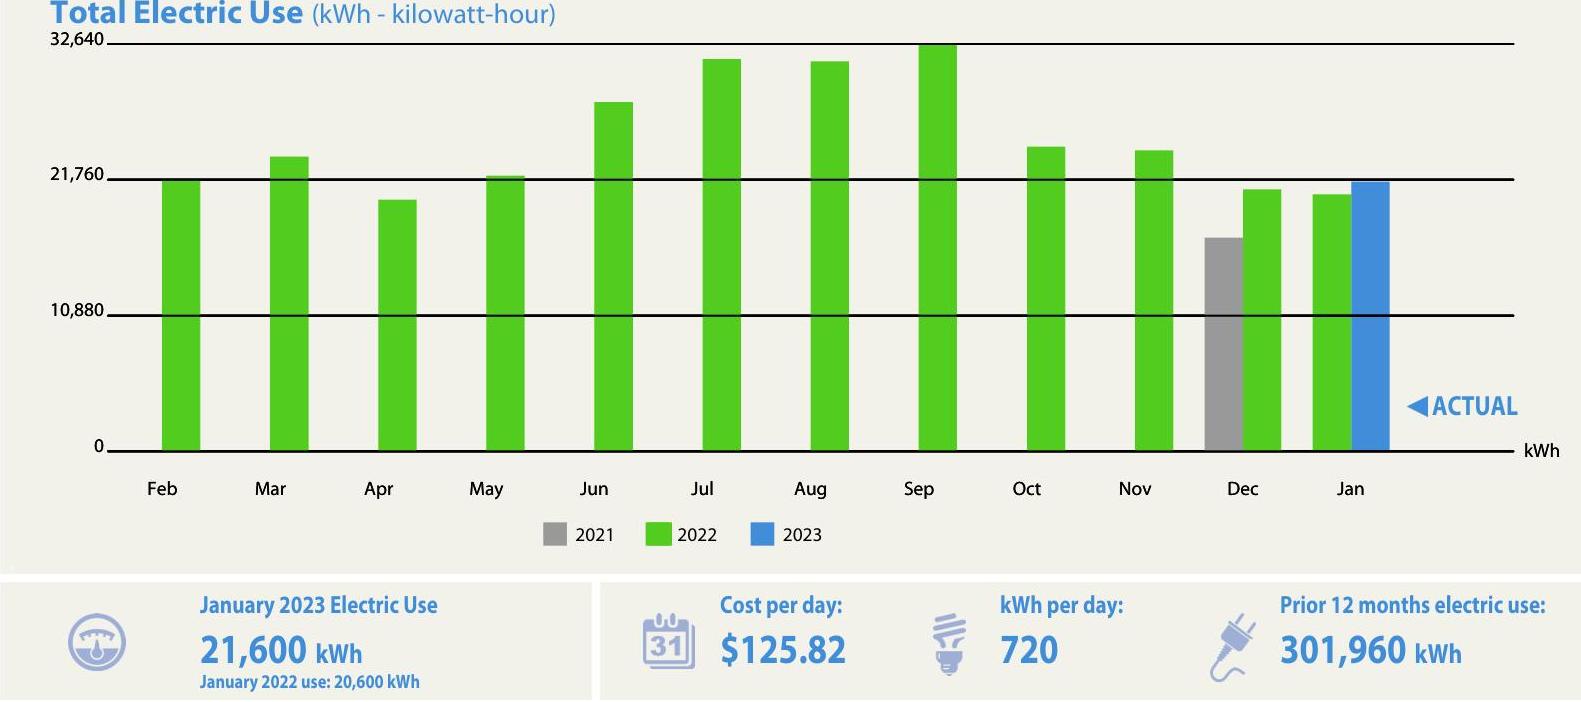 Total Electric Use (kWh - kilowatt-hour)
32,640
21,760
10,880
0
kWh
◀ ACTUAL
Feb Mar Apr May Jun Jul Aug Sep Oct Nov Dec Jan
2021 2022 2023
January 2023 Electric Use
21,600 kWh
January 2022 use: 20,600 kWh
31
Cost per day:
$125.82
kWh per day:
720
Prior 12 months electric use:
301,960 kWh